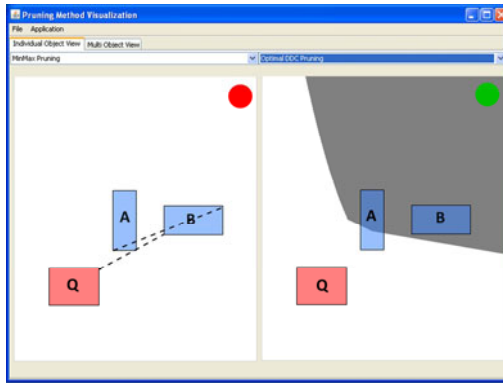 Pruning Method Visualization
File Application
Individual Object View Multi Object View
MinMax Pruning
Optimal DDC Pruning
A
B
Q
A
B
Q